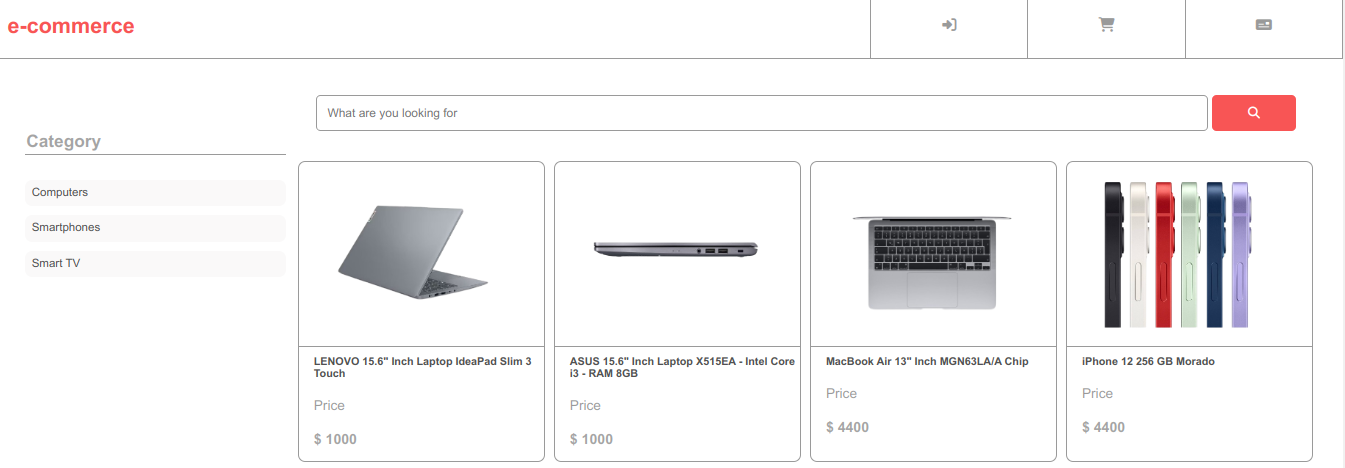 e-commerce
What are you looking for
Category
Computers
Smartphones
Smart TV
LENOVO 15.6" Inch Laptop IdeaPad Slim 3
Touch
Price
$ 1000
ASUS 15.6" Inch Laptop X515EA - Intel Core
i3 - RAM 8GB
Price
$ 1000
MacBook Air 13" Inch MGN63LA/A Chip
Price
$ 4400
iPhone 12 256 GB Morado
Price
$ 4400